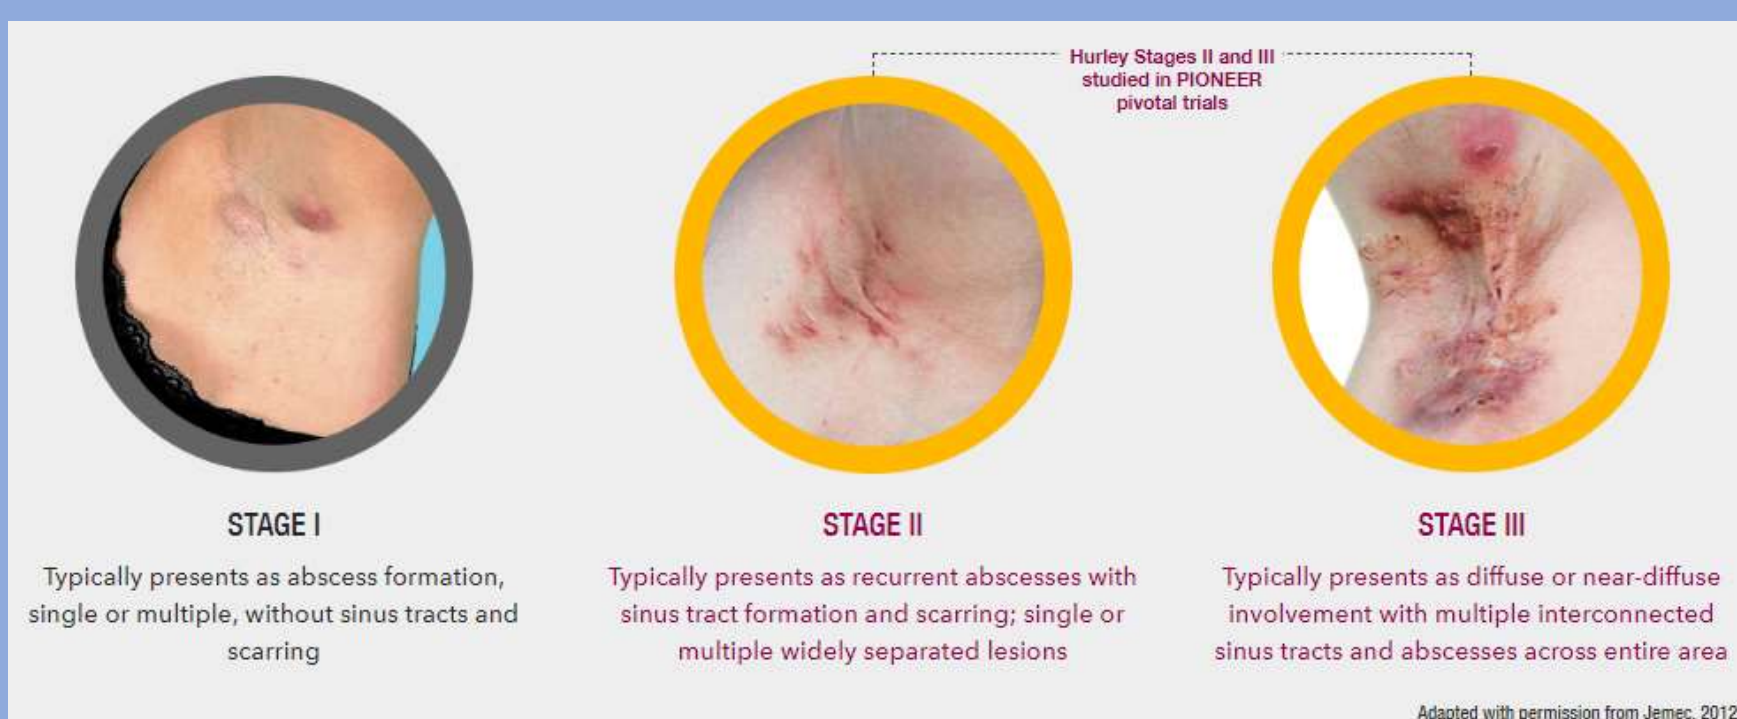 Hurley Stages II and III
studied in PIONEER
pivotal trials
STAGE I
Typically presents as abscess formation,
single or multiple, without sinus tracts and
scarring
STAGE II
Typically presents as recurrent abscesses with
sinus tract formation and scarring; single or
multiple widely separated lesions
STAGE III
Typically presents as diffuse or near-diffuse
involvement with multiple interconnected
sinus tracts and abscesses across entire area
Adapted with permission from Jemec, 2012